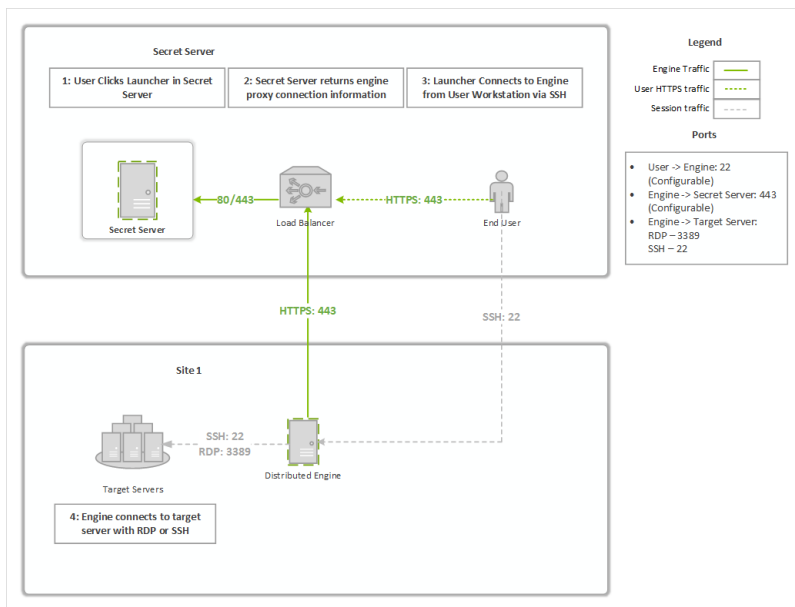 Secret Server
1: User Clicks Launcher in Secret
Server
2: Secret Server returns engine
proxy connection information
3: Launcher Connects to Engine
from User Workstation via SSH
80/443
HTTPS: 443
Secret Server
Load Balancer
End User
HTTPS: 443
SSH: 22
Site 1
SSH: 22
RDP: 3389
Target Servers
Distributed Engine
4: Engine connects to target
server with RDP or SSH
Legend
Engine Traffic
User HTTPS traffic
Session traffic
Ports
• User -> Engine: 22
(Configurable)
• Engine -> Secret Server: 443
(Configurable)
• Engine -> Target Server:
RDP – 3389
SSH – 22